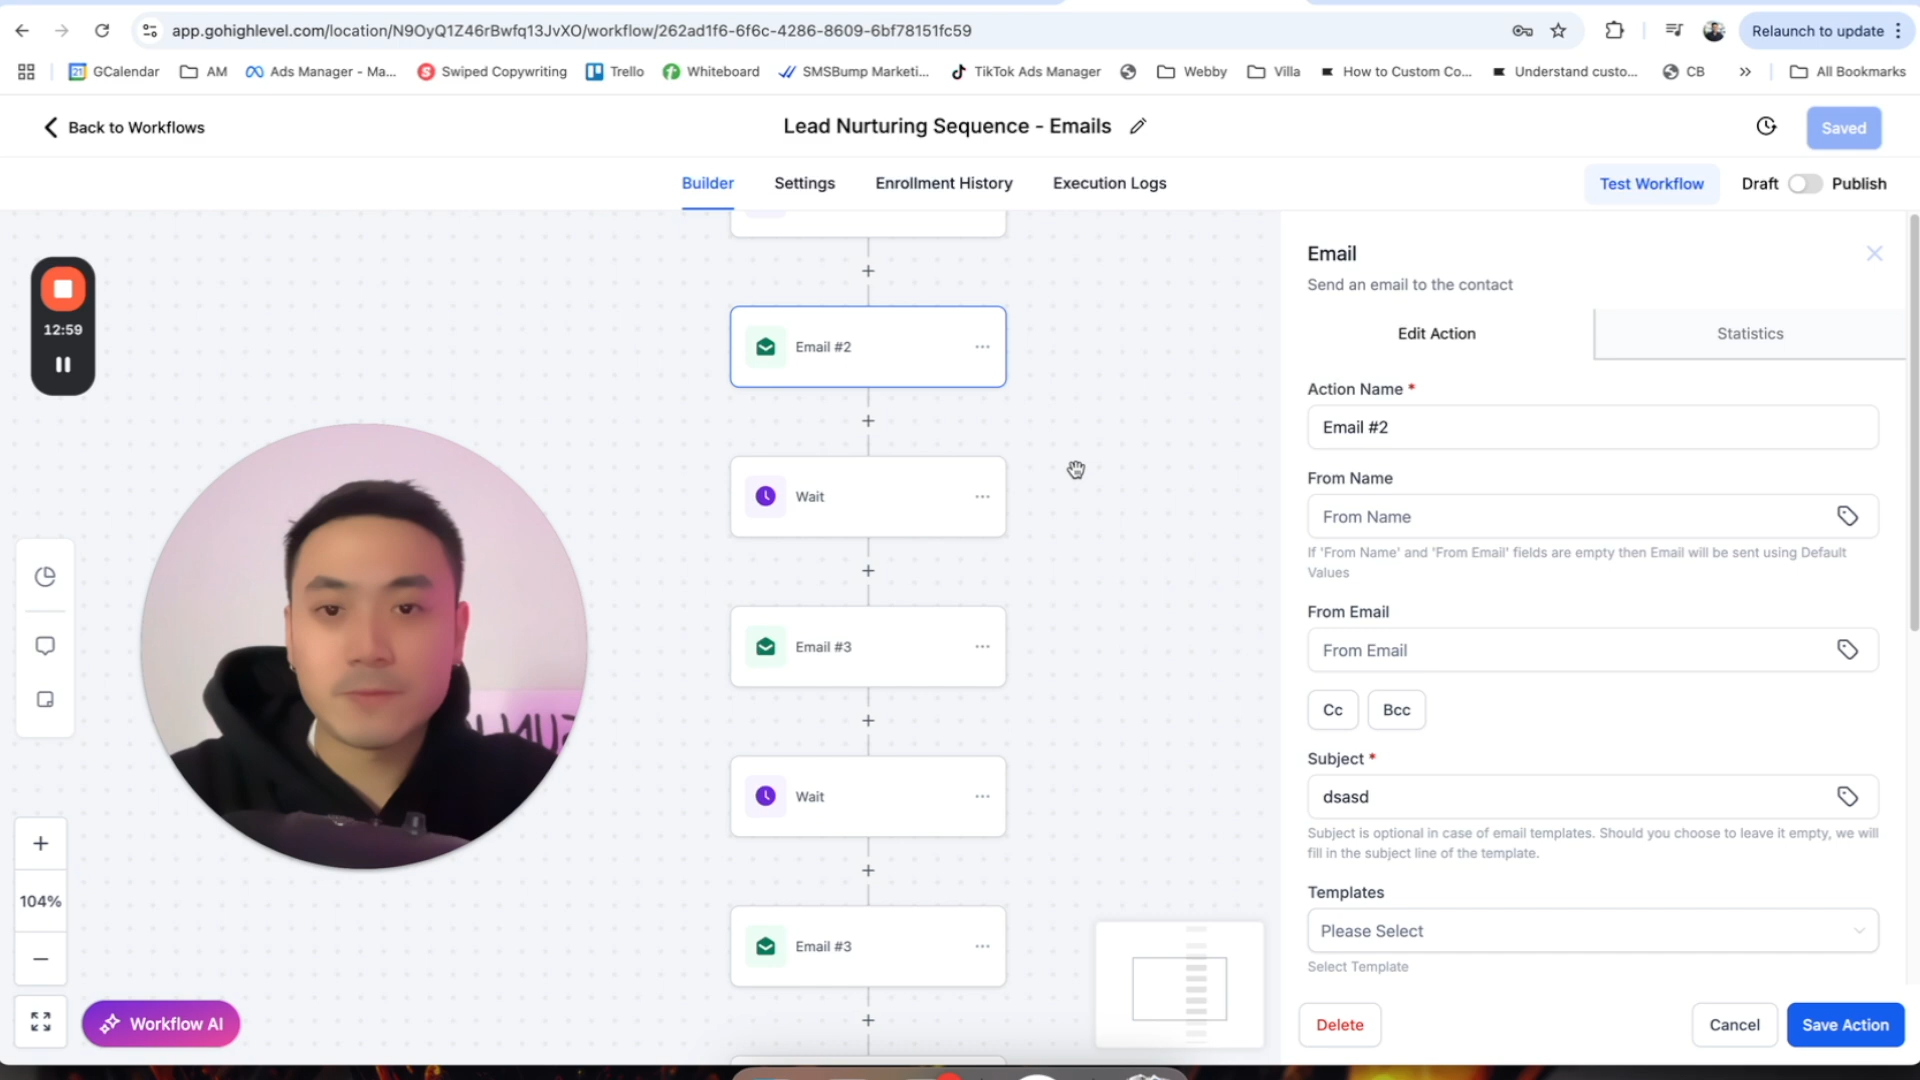 app.gohighlevel.com/location/N9OyQ1Z46rBwfq13JvXO/workflow/262ad1f6-6f6c-4286-8609-6bf78151fc59
Relaunch to update
GCalendar
AM
Ads Manager - Ma...
Swiped Copywriting
Trello
Whiteboard
SMSBump Marketi...
TikTok Ads Manager
Webby
Villa
How to Custom Co...
Understand custo...
CB
All Bookmarks
Back to Workflows
Lead Nurturing Sequence - Emails
Saved
Builder
Settings
Enrollment History
Execution Logs
Test Workflow
Draft
Publish
12:59
Email #2
Wait
Email #3
Wait
Email #3
104%
Workflow AI
Email
Send an email to the contact
Edit Action
Statistics
Action Name *
Email #2
From Name
From Name
If 'From Name' and 'From Email' fields are empty then Email will be sent using Default
Values
From Email
From Email
Cc
Bcc
Subject *
dsasd
Subject is optional in case of email templates. Should you choose to leave it empty, we will
fill in the subject line of the template.
Templates
Please Select
Select Template
Delete
Cancel
Save Action